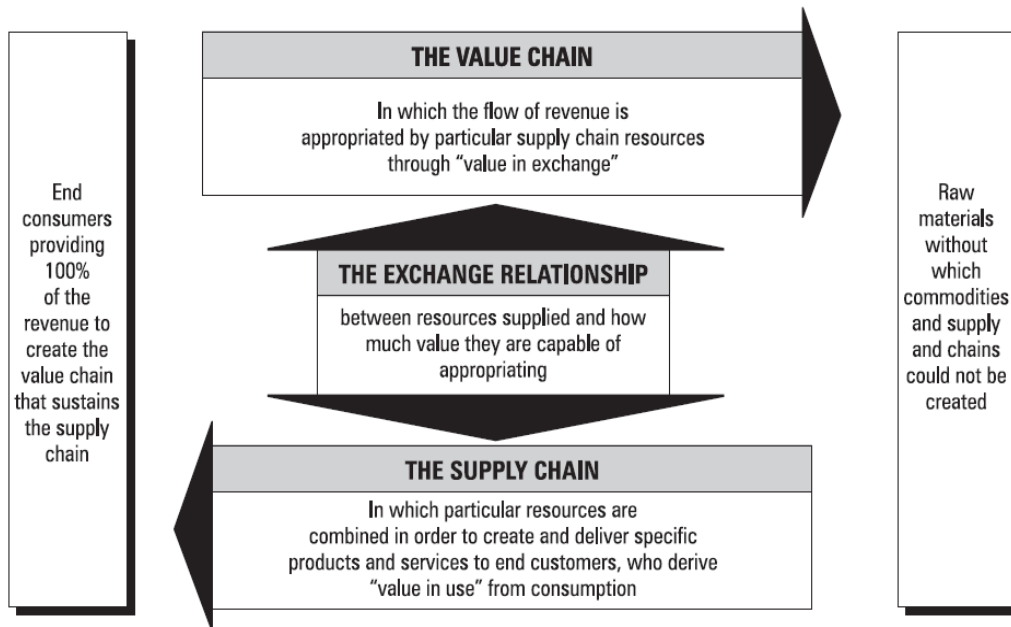 End
consumers
providing
100%
of the
revenue to
create the
value chain
that sustains
the supply
chain
THE VALUE CHAIN
In which the flow of revenue is
appropriated by particular supply chain resources
through “value in exchange”
THE EXCHANGE RELATIONSHIP
between resources supplied and how
much value they are capable of
appropriating
THE SUPPLY CHAIN
In which particular resources are
combined in order to create and deliver specific
products and services to end customers, who derive
“value in use” from consumption
Raw
materials
without
which
commodities
and supply
and chains
could not be
created